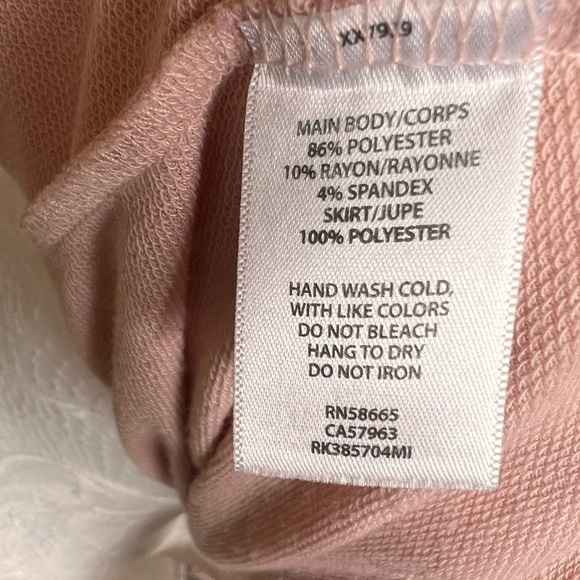 MAIN BODY/CORPS
86% POLYESTER
10% RAYON/RAYONNE
4% SPANDEX
SKIRT/JUPE
100% POLYESTER
HAND WASH COLD,
WITH LIKE COLORS
DO NOT BLEACH
HANG TO DRY
DO NOT IRON
RN58665
CA57963
RK385704MI